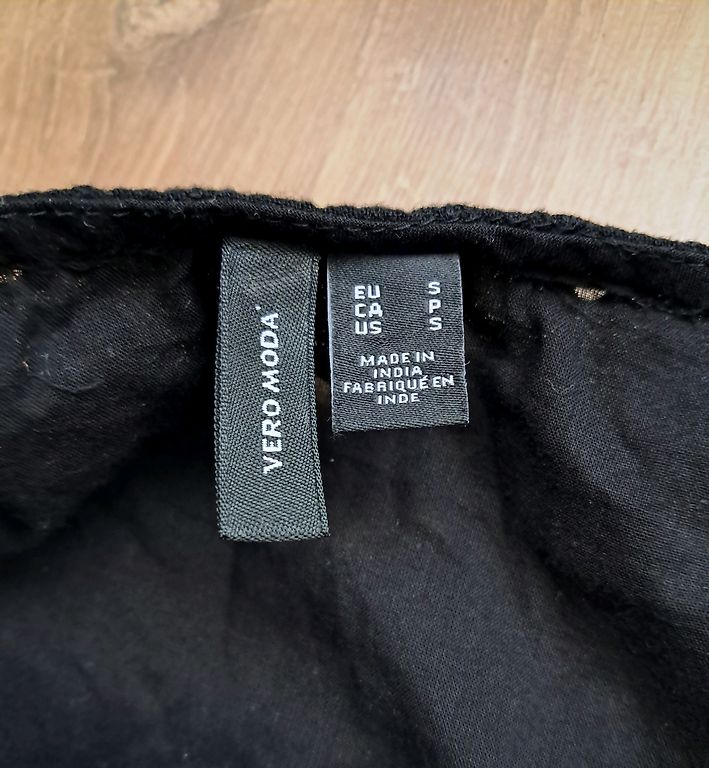 VERO MODA
EU S
CA P
US S
MADE IN
INDIA
FABRIQUÉ EN
INDE